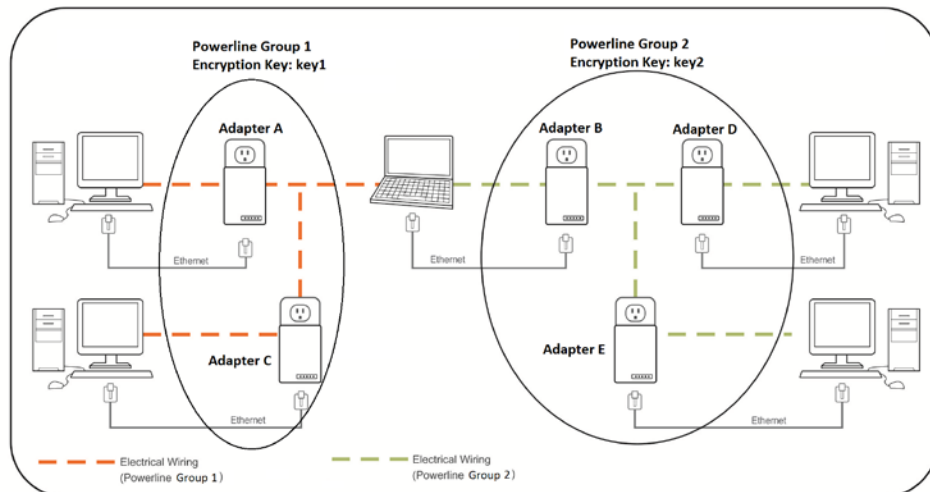 Powerline Group 1
Encryption Key: key1
Powerline Group 2
Encryption Key: key2
Adapter A
Adapter B
Adapter D
Ethernet
Ethernet
Ethernet
Adapter C
Adapter E
Ethernet
Ethernet
Electrical Wiring
(Powerline Group 1)
Electrical Wiring
(Powerline Group 2)